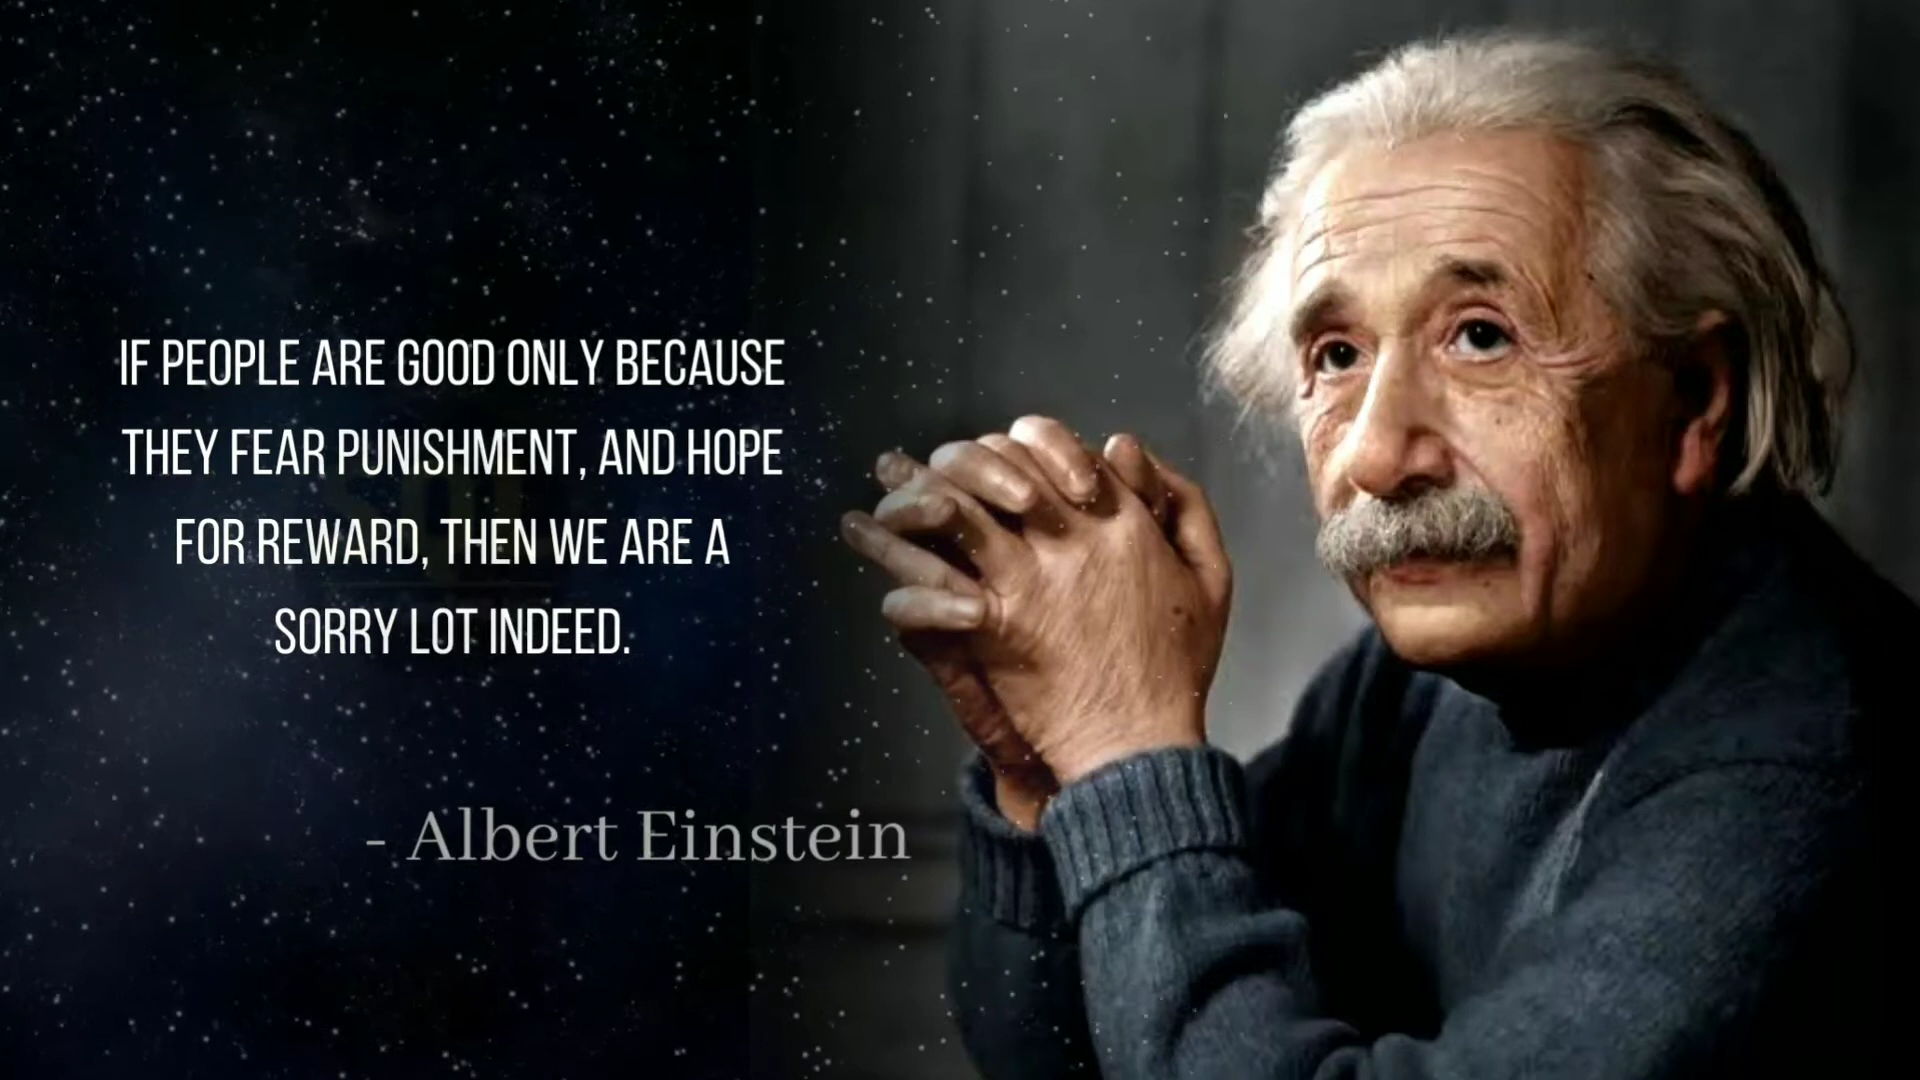 IF PEOPLE ARE GOOD ONLY BECAUSE
THEY FEAR PUNISHMENT, AND HOPE
FOR REWARD, THEN WE ARE A
SORRY LOT INDEED.
- Albert Einstein